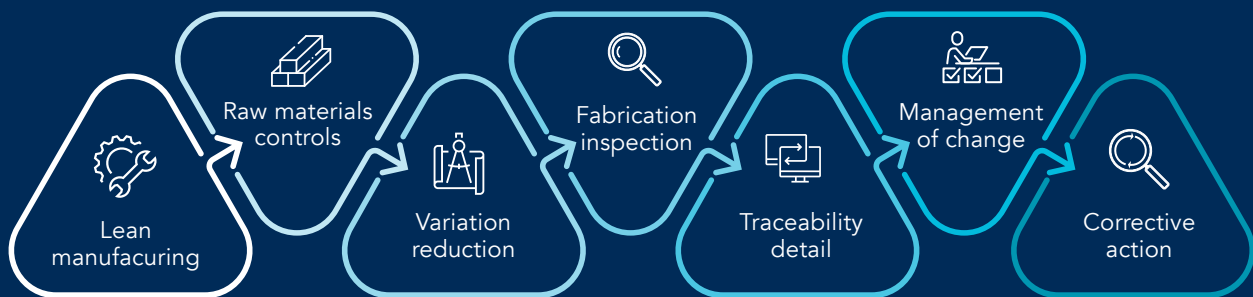 Lean
manufacuring
Raw materials
controls
Variation
reduction
Fabrication
inspection
Traceability
detail
Management
of change
Corrective
action